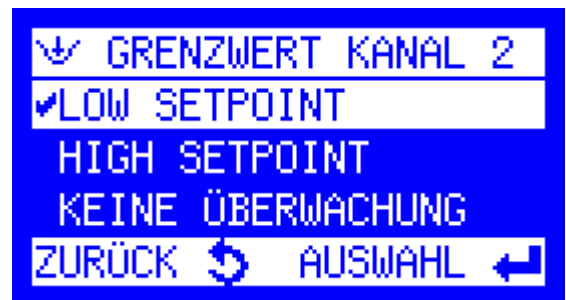 GRENZWERT KANAL 2
LOW SETPOINT
HIGH SETPOINT
KEINE ÜBERWACHUNG
ZURÜCK AUSWAHL